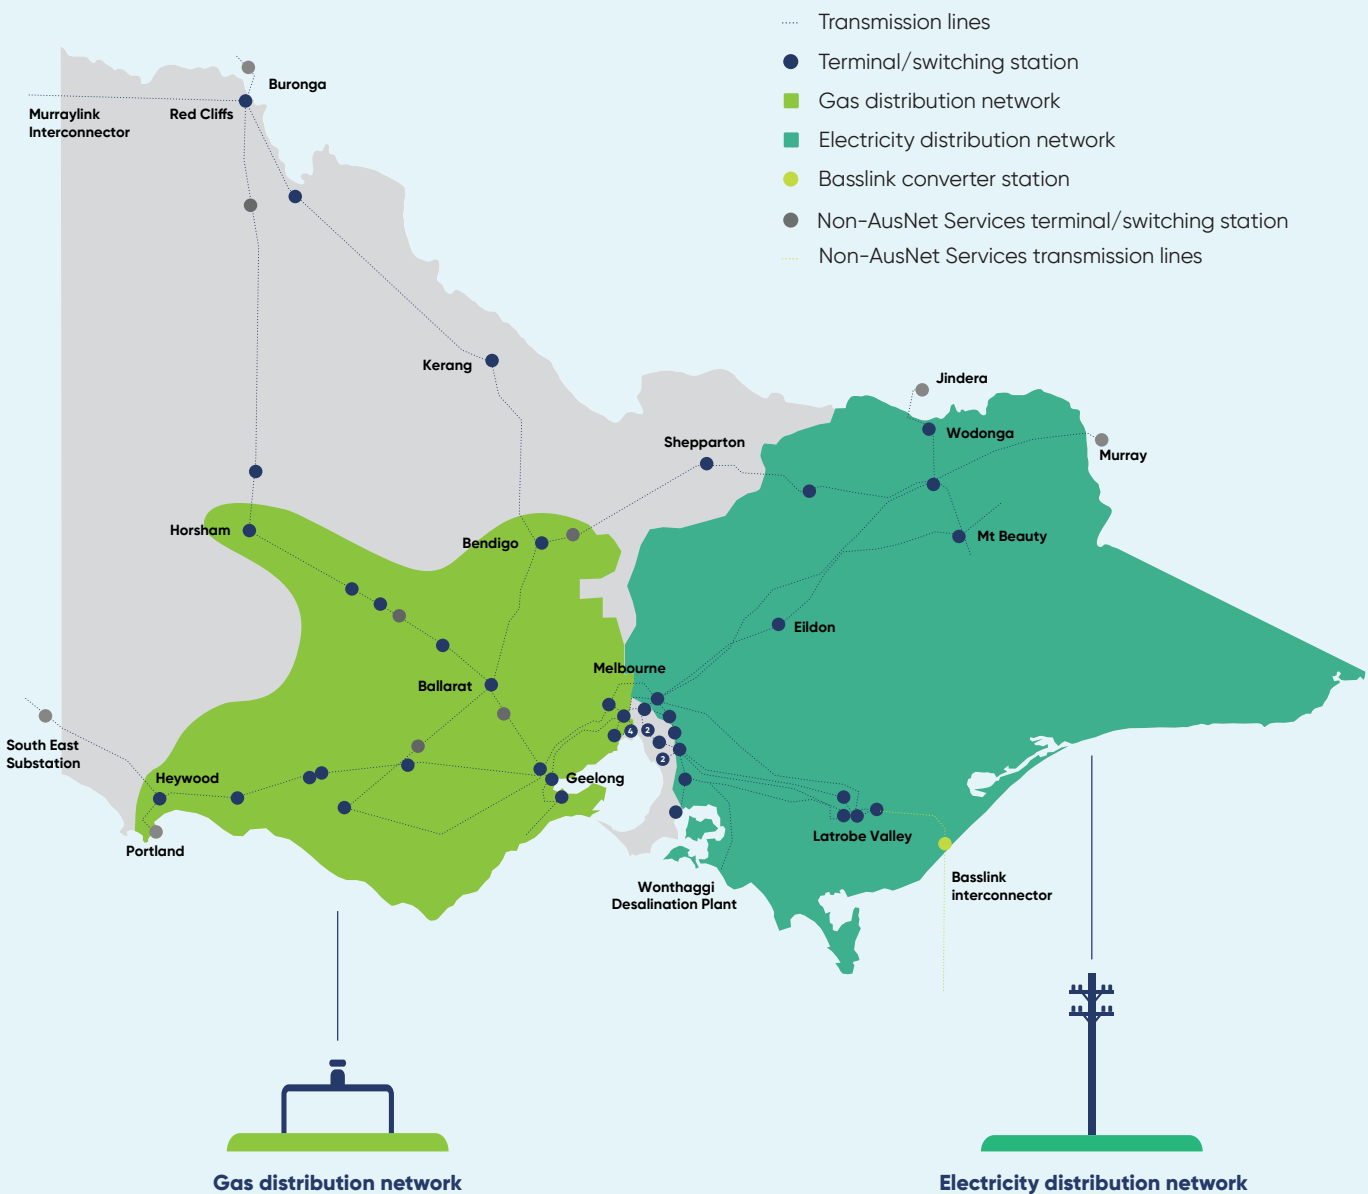 Transmission lines
Terminal/switching station
Gas distribution network
Electricity distribution network
Basslink converter station
Non-AusNet Services terminal/switching station
Non-AusNet Services transmission lines
Buronga
Murraylink
Interconnector
Red Cliffs
Kerang
Jindera
Shepparton
Wodonga
Murray
Horsham
Bendigo
Mt Beauty
Eildon
Melbourne
Ballarat
4
2
2
South East
Substation
Heywood
Geelong
Portland
Latrobe Valley
Wonthaggi
Desalination Plant
Basslink
interconnector
Gas distribution network
Electricity distribution network